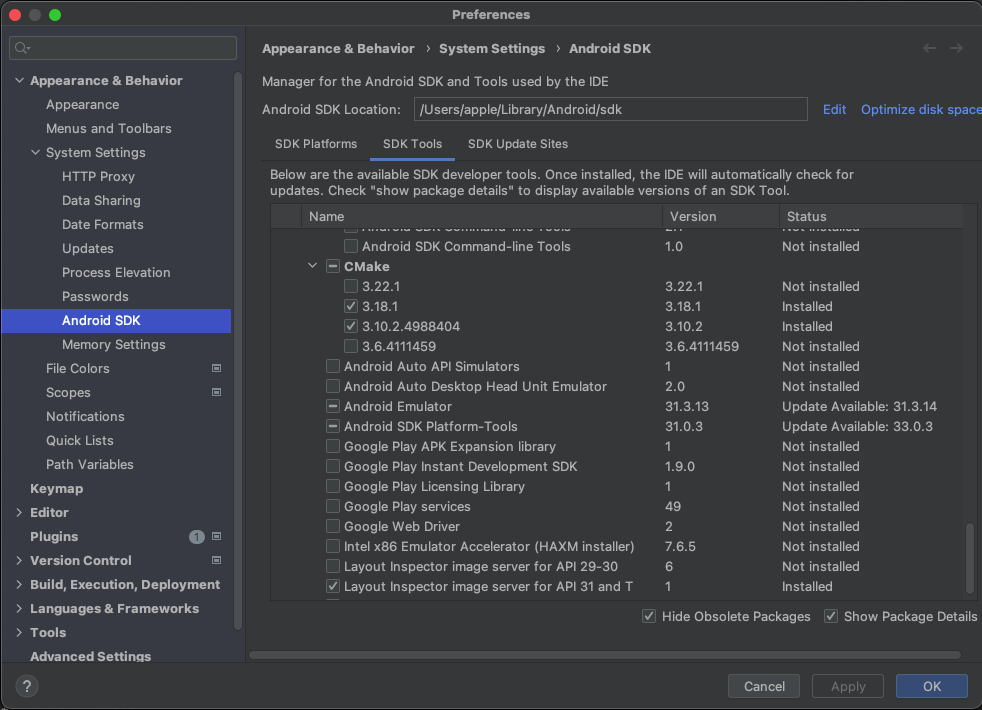 Preferences
Appearance & Behavior
Appearance
Menus and Toolbars
System Settings
HTTP Proxy
Data Sharing
Date Formats
Updates
Process Elevation
Passwords
Android SDK
Memory Settings
File Colors
Scopes
Notifications
Quick Lists
Path Variables
Keymap
Editor
Plugins 1
Version Control
Build, Execution, Deployment
Languages & Frameworks
Tools
Advanced Settings
Appearance & Behavior › System Settings › Android SDK
Manager for the Android SDK and Tools used by the IDE
Android SDK Location: /Users/apple/Library/Android/sdk Edit Optimize disk space
SDK Platforms SDK Tools SDK Update Sites
Below are the available SDK developer tools. Once installed, the IDE will automatically check for
updates. Check "show package details" to display available versions of an SDK Tool.
Name Version Status
Android SDK Command-line Tools 2.1 Not installed
Android SDK Command-line Tools 1.0 Not installed
CMake
3.22.1 3.22.1 Not installed
3.18.1 3.18.1 Installed
3.10.2.4988404 3.10.2 Installed
3.6.4111459 3.6.4111459 Not installed
Android Auto API Simulators 1 Not installed
Android Auto Desktop Head Unit Emulator 2.0 Not installed
Android Emulator 31.3.13 Update Available: 31.3.14
Android SDK Platform-Tools 31.0.3 Update Available: 33.0.3
Google Play APK Expansion library 1 Not installed
Google Play Instant Development SDK 1.9.0 Not installed
Google Play Licensing Library 1 Not installed
Google Play services 49 Not installed
Google Web Driver 2 Not installed
Intel x86 Emulator Accelerator (HAXM installer) 7.6.5 Not installed
Layout Inspector image server for API 29-30 6 Not installed
Layout Inspector image server for API 31 and T 1 Installed
Hide Obsolete Packages Show Package Details
? Cancel Apply OK